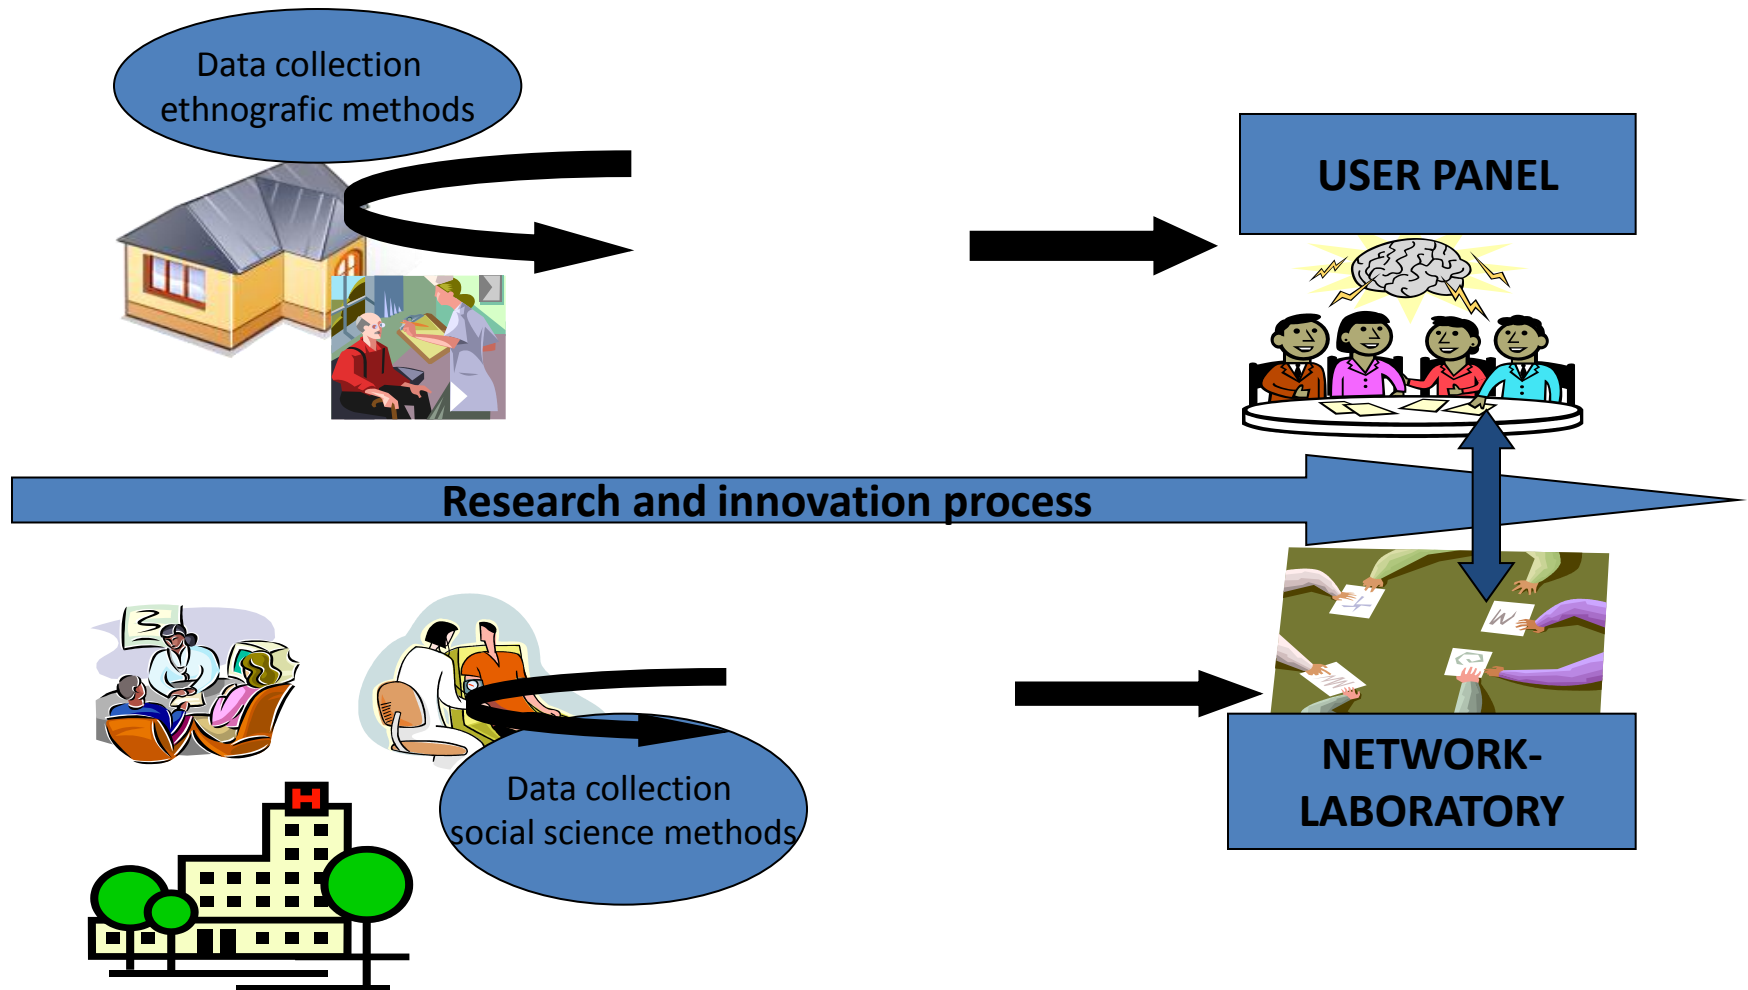 Data collection
ethnografic methods
USER PANEL
Research and innovation process
H
Data collection
social science methods
NETWORK-
LABORATORY